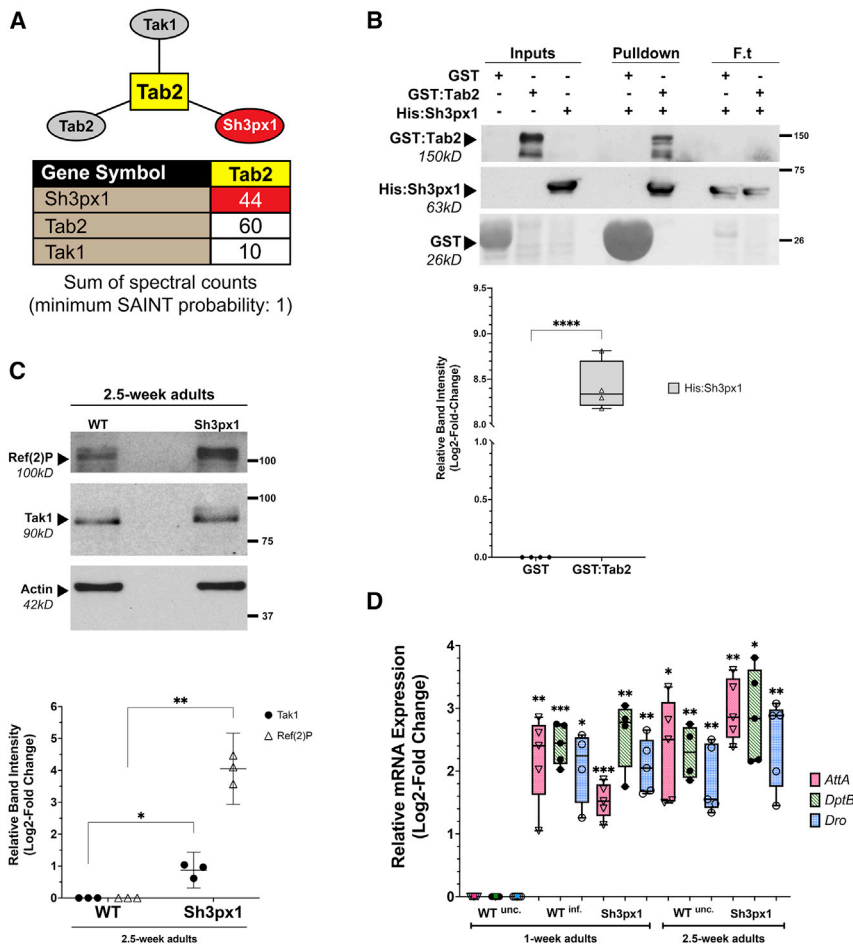 A
Tak1
Tab2
Tab2
Sh3px1
Gene Symbol Tab2
Sh3px1 44
Tab2 60
Tak1 10
Sum of spectral counts
(minimum SAINT probability: 1)
B
Inputs Pulldown F.t
GST + - - + - + -
GST:Tab2 - + - - + - +
His:Sh3px1 - - + + + + +
GST:Tab2
150kD
150
75
His:Sh3px1
63kD
GST
26kD
26
Relative Band Intensity
(Log2-Fold-Change)
9.5
9.0
8.5
8.0
1.0
0.5
0.0
****
GST GST:Tab2
His:Sh3px1
C
2.5-week adults
WT Sh3px1
Ref(2)P
100kD
100
100
Tak1
90kD
75
Actin
42kD
37
Relative Band Intensity
(Log2-Fold Change)
6
5
4
3
2
1
0
**
*
Tak1
Ref(2)P
WT Sh3px1
2.5-week adults
D
Relative mRNA Expression
(Log2-Fold Change)
4
3
2
1
0
** *** * *** ** ** * ** ** ** * **
AttA
DptB
Dro
WT unc. WT inf. Sh3px1 WT unc. Sh3px1
1-week adults 2.5-week adults